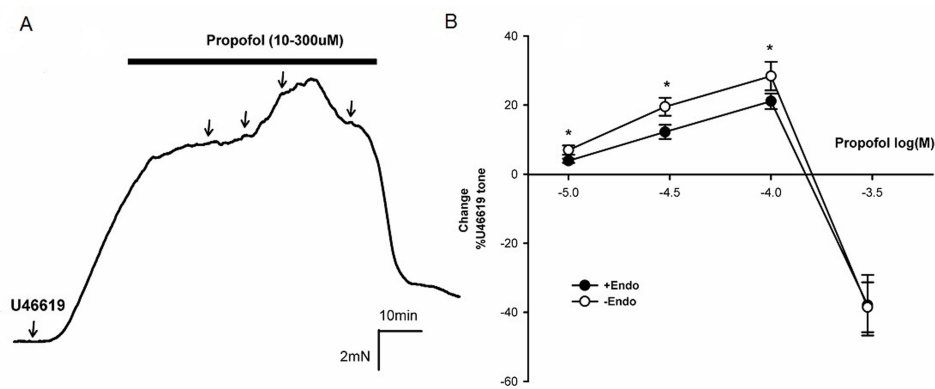 A
Propofol (10-300uM)
U46619
10min
2mN
B
40
*
*
*
20
Propofol log(M)
0
-5.0
-4.5
-4.0
-3.5
Change
%U46619 tone
-20
+Endo
-Endo
-40
-60